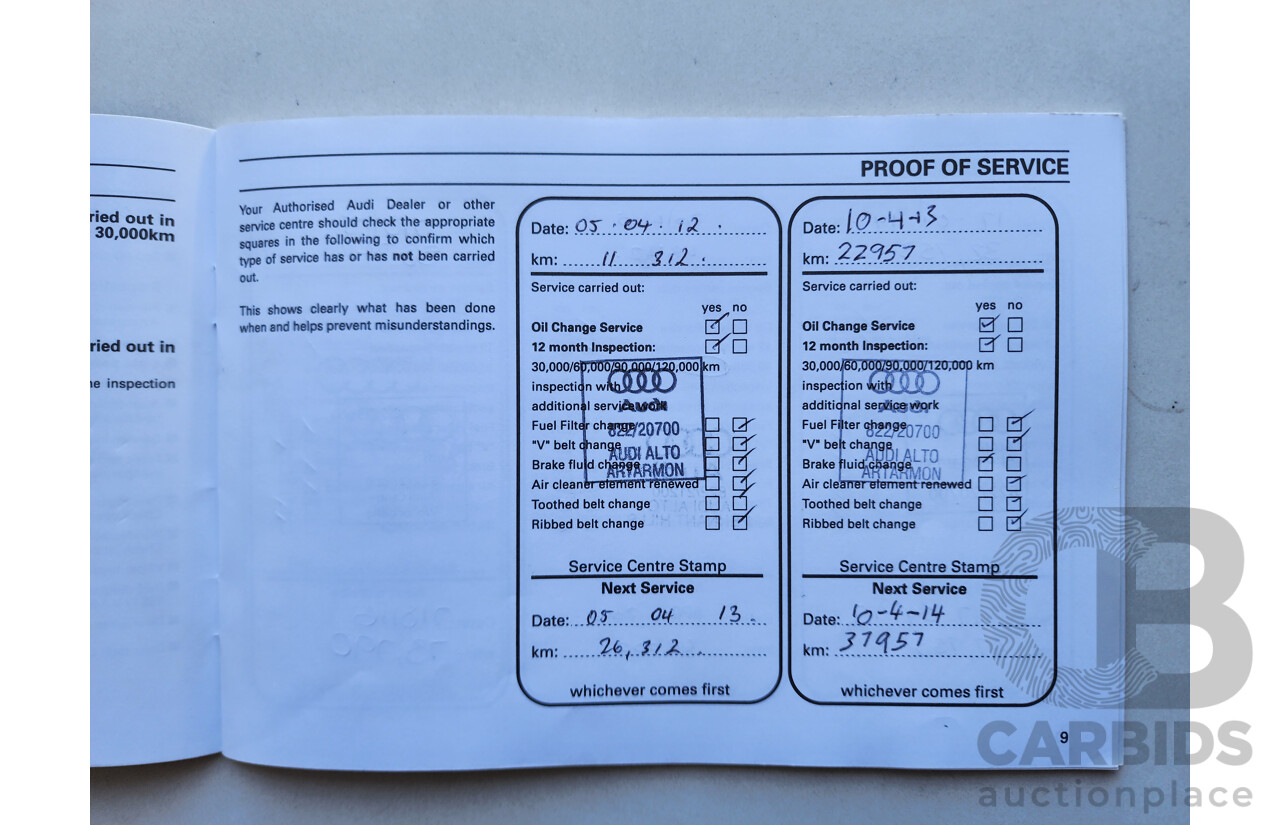 ried out in
30,000km
ried out in
e inspection
PROOF OF SERVICE
Your Authorised Audi Dealer or other
service centre should check the appropriate
squares in the following to confirm which
type of service has or has not been carried
out.
This shows clearly what has been done
when and helps prevent misunderstandings.
Date: 05 . 04 . 12 .
km: 11 312 .
Service carried out:
yes no
Oil Change Service
12 month Inspection:
30,000/60,000/90,000/120,000 km
inspection with
additional service work
Fuel Filter change
"V" belt change
Brake fluid change
Air cleaner element renewed
Toothed belt change
Ribbed belt change
Audi
822/20700
AUDI ALTO
ARTARMON
Service Centre Stamp
Next Service
Date: 05 04 13 .
km: 26,312 .
whichever comes first
Date: 10-4-13
km: 22957
Service carried out:
yes no
Oil Change Service
12 month Inspection:
30,000/60,000/90,000/120,000 km
inspection with
additional service work
Fuel Filter change
"V" belt change
Brake fluid change
Air cleaner element renewed
Toothed belt change
Ribbed belt change
Audi
822/20700
AUDI ALTO
ARTARMON
Service Centre Stamp
Next Service
Date: 10-4-14
km: 37957
whichever comes first
9
CARBIDS
auctionplace